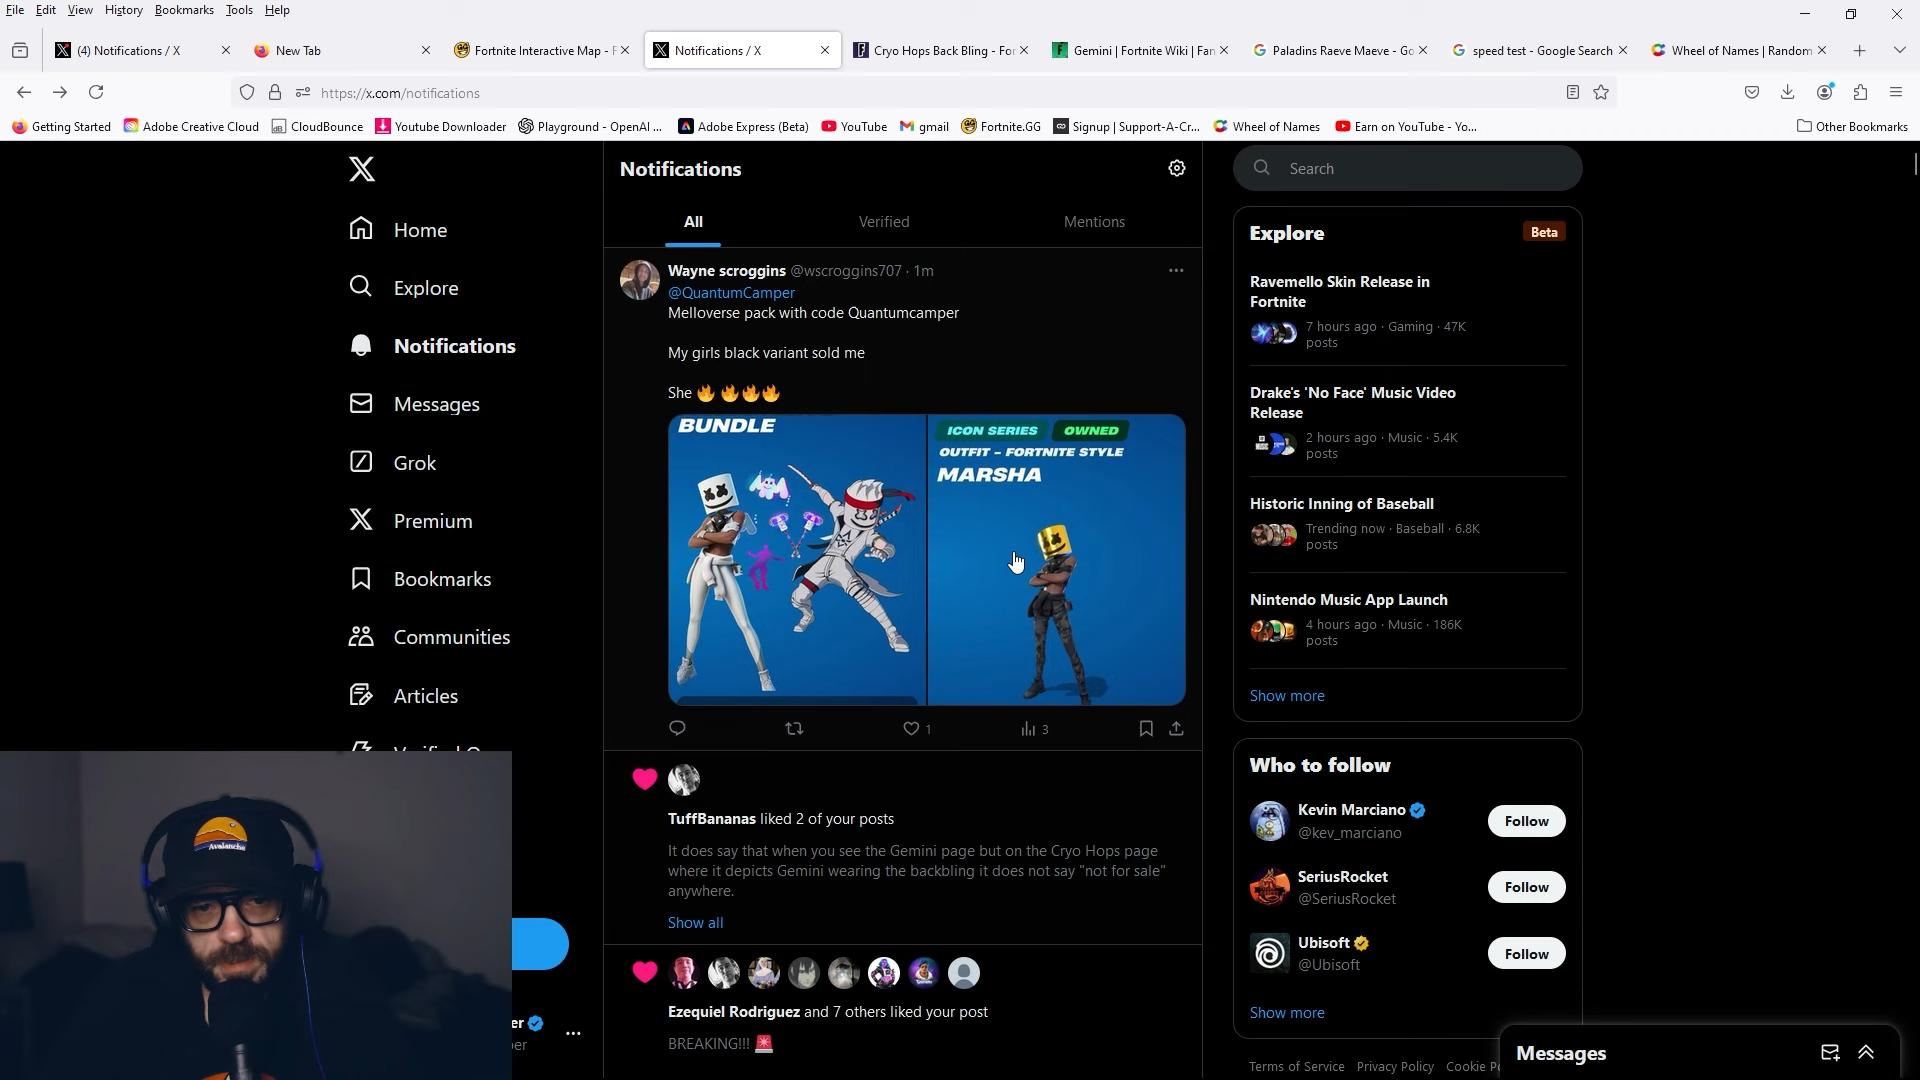 File Edit View History Bookmarks Tools Help
(4) Notifications / X
New Tab
Fortnite Interactive Map - F
Notifications / X
Cryo Hops Back Bling - For
Gemini | Fortnite Wiki | Fan
Paladins Raeve Maeve - Go
speed test - Google Search
Wheel of Names | Random
https://x.com/notifications
Getting Started
Adobe Creative Cloud
CloudBounce
Youtube Downloader
Playground - OpenAI ...
Adobe Express (Beta)
YouTube
gmail
Fortnite.GG
Signup | Support-A-Cr...
Wheel of Names
Earn on YouTube - Yo...
Other Bookmarks
Home
Explore
Notifications
Messages
Grok
Premium
Bookmarks
Communities
Articles
Avalanche
er
per
Notifications
All
Verified
Mentions
Wayne scroggins @wscroggins707 · 1m
@QuantumCamper
Melloverse pack with code Quantumcamper
My girls black variant sold me
She 🔥 🔥🔥🔥
BUNDLE
ICON SERIES OWNED
OUTFIT - FORTNITE STYLE
MARSHA
1
3
TuffBananas liked 2 of your posts
It does say that when you see the Gemini page but on the Cryo Hops page
where it depicts Gemini wearing the backbling it does not say "not for sale"
anywhere.
Show all
Ezequiel Rodriguez and 7 others liked your post
BREAKING!!! 🚨
Search
Explore
Beta
Ravemello Skin Release in
Fortnite
7 hours ago · Gaming · 47K
posts
Drake's 'No Face' Music Video
Release
2 hours ago · Music · 5.4K
posts
Historic Inning of Baseball
Trending now · Baseball · 6.8K
posts
Nintendo Music App Launch
4 hours ago · Music · 186K
posts
Show more
Who to follow
Kevin Marciano
@kev_marciano
Follow
SeriusRocket
@SeriusRocket
Follow
Ubisoft
@Ubisoft
Follow
Show more
Terms of Service Privacy Policy Cookie Po
Messages